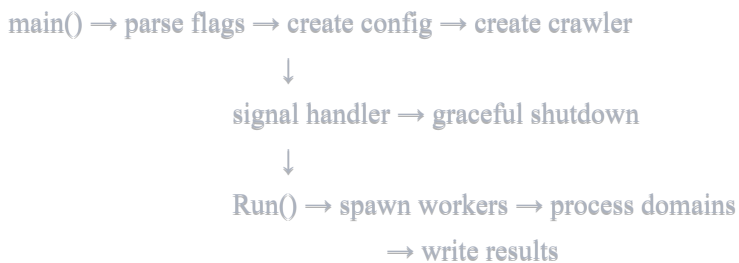 main() → parse flags → create config → create crawler
↓
signal handler → graceful shutdown
↓
Run() → spawn workers → process domains
→ write results